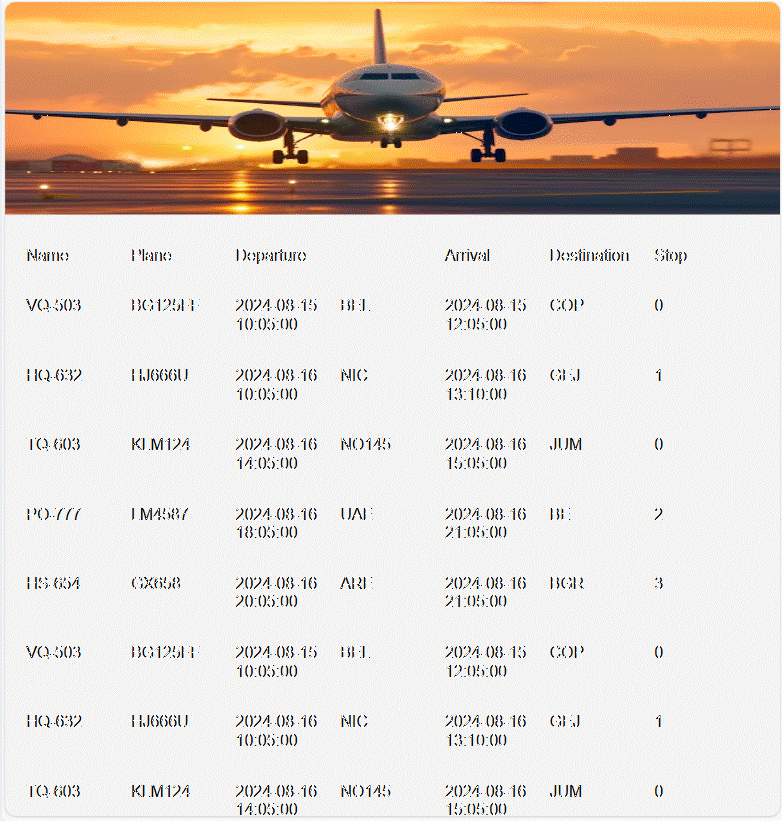 Name Plane Departure Arrival Destination Stop
VQ-503 2024-08-15 BEL 2024-08-15 COP 0
10:05:00 12:05:00
HQ-632 HJ666U 2024-08-16 NIC 2024-08-16 1
10:05:00 13:10:00
TQ-603 KLM124 2024-08-16 NO145 2024-08-16 JUM 0
14:05:00 15:05:00
PO-777 LM4587 2024-08-16 UAE 2024-08-16 BE 2
18:05:00 21:05:00
HS-654 GX658 2024-08-16 ARE 2024-08-16 BGR 3
20:05:00 21:05:00
VQ-503 2024-08-15 BEL 2024-08-15 COP 0
10:05:00 12:05:00
HQ-632 HJ666U 2024-08-16 NIC 2024-08-16 1
10:05:00 13:10:00
TQ-603 KLM124 2024-08-16 NO145 2024-08-16 JUM 0
14:05:00 15:05:00